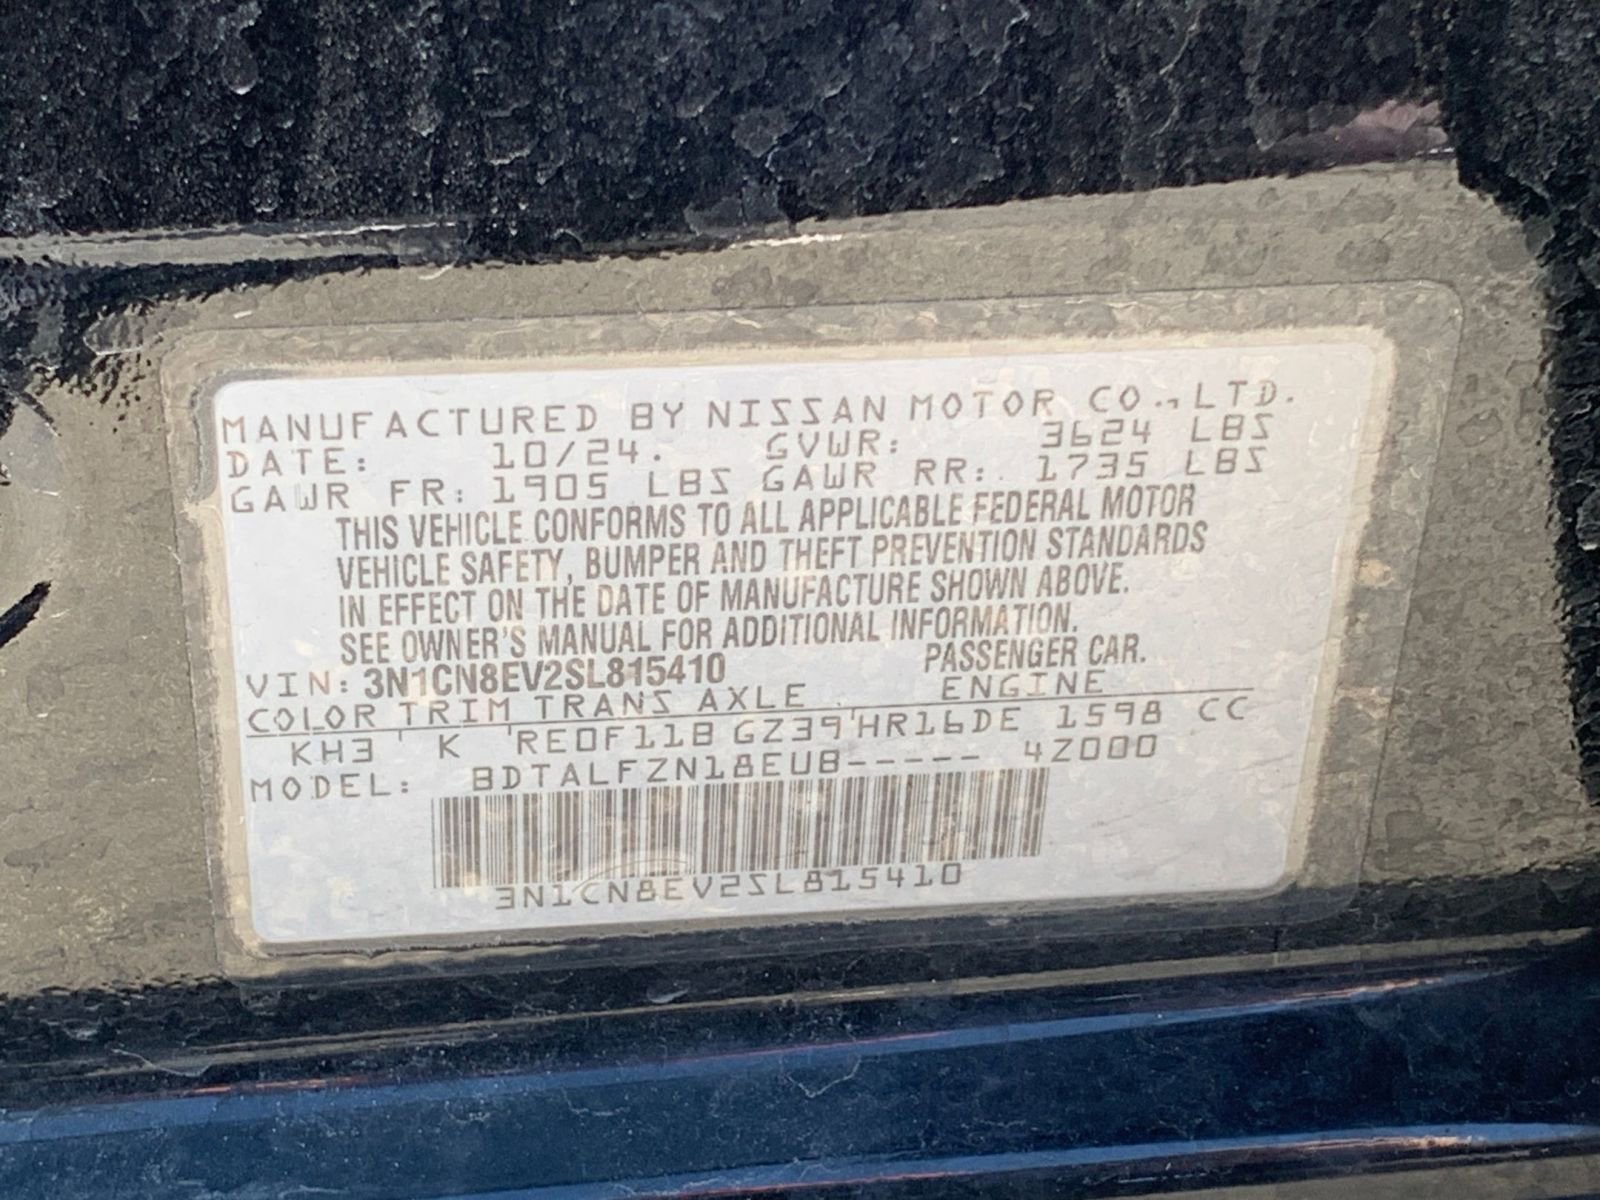 MANUFACTURED BY NISSAN MOTOR CO., LTD.
DATE: 10/24. GVWR: 3624 LBS
GAWR FR: 1905 LBS GAWR RR: 1735 LBS
THIS VEHICLE CONFORMS TO ALL APPLICABLE FEDERAL MOTOR
VEHICLE SAFETY, BUMPER AND THEFT PREVENTION STANDARDS
IN EFFECT ON THE DATE OF MANUFACTURE SHOWN ABOVE.
SEE OWNER'S MANUAL FOR ADDITIONAL INFORMATION.
VIN: 3N1CN8EV2SL815410 PASSENGER CAR.
COLOR TRIM TRANS AXLE ENGINE
KH3 K RE0F11B GZ39 HR16DE 1598 CC
MODEL: BDTALFZN18EUB----- 4Z000
3N1CN8EV2SL815410